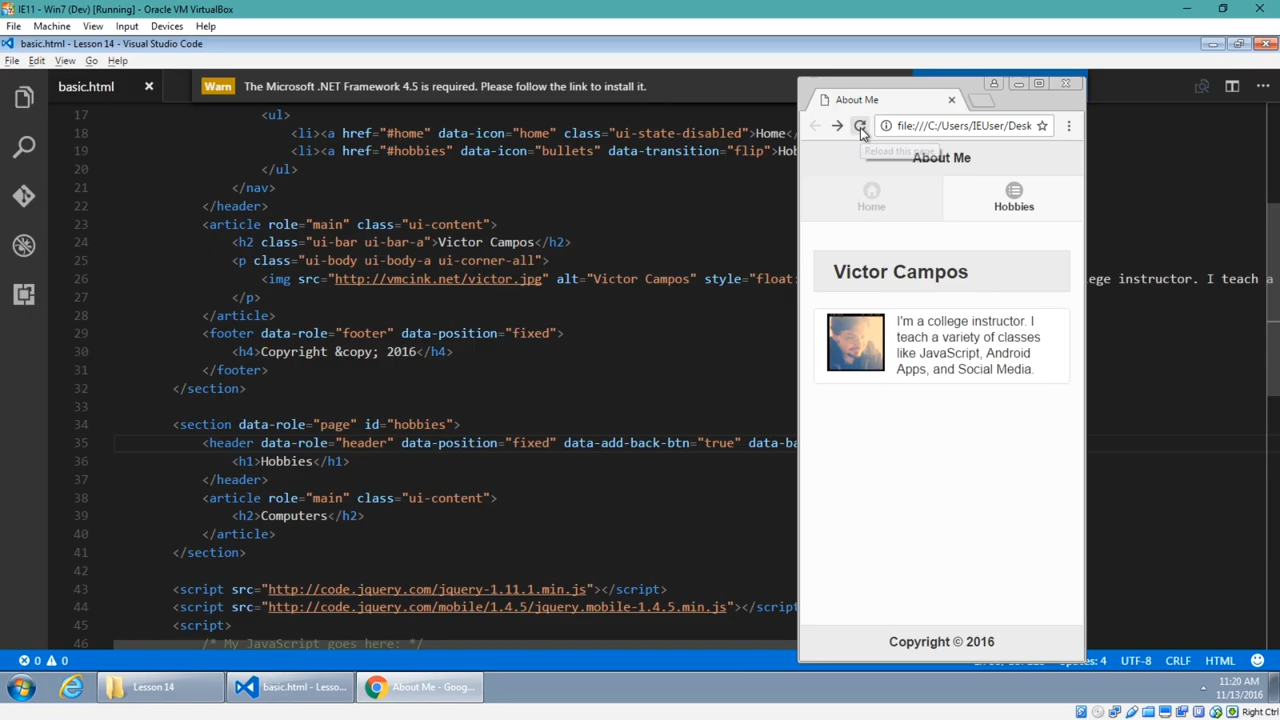 IE11 - Win7 (Dev) [Running] - Oracle VM VirtualBox
File Machine View Input Devices Help
basic.html - Lesson 14 - Visual Studio Code
File Edit View Go Help
basic.html
Warn The Microsoft .NET Framework 4.5 is required. Please follow the link to install it.
17 <ul>
18 <li><a href="#home" data-icon="home" class="ui-state-disabled">Home</
19 <li><a href="#hobbies" data-icon="bullets" data-transition="flip">Hob
20 </ul>
21 </nav>
22 </header>
23 <article role="main" class="ui-content">
24 <h2 class="ui-bar ui-bar-a">Victor Campos</h2>
25 <p class="ui-body ui-body-a ui-corner-all">
26 <img src="http://vmcink.net/victor.jpg" alt="Victor Campos" style="float: ege instructor. I teach a
27 </p>
28 </article>
29 <footer data-role="footer" data-position="fixed">
30 <h4>Copyright &copy; 2016</h4>
31 </footer>
32 </section>
33
34 <section data-role="page" id="hobbies">
35 <header data-role="header" data-position="fixed" data-add-back-btn="true" data-ba
36 <h1>Hobbies</h1>
37 </header>
38 <article role="main" class="ui-content">
39 <h2>Computers</h2>
40 </article>
41 </section>
42
43 <script src="http://code.jquery.com/jquery-1.11.1.min.js"></script>
44 <script src="http://code.jquery.com/mobile/1.4.5/jquery.mobile-1.4.5.min.js"></script
45 <script>
46 /* My JavaScript goes here: */
About Me
file:///C:/Users/IEUser/Desk
Reload this page
About Me
Home Hobbies
Victor Campos
I'm a college instructor. I
teach a variety of classes
like JavaScript, Android
Apps, and Social Media.
Copyright © 2016
0 0 Spaces: 4 UTF-8 CRLF HTML
Lesson 14 basic.html - Lesso... About Me - Goog...
11:20 AM
11/13/2016
Right Ctrl